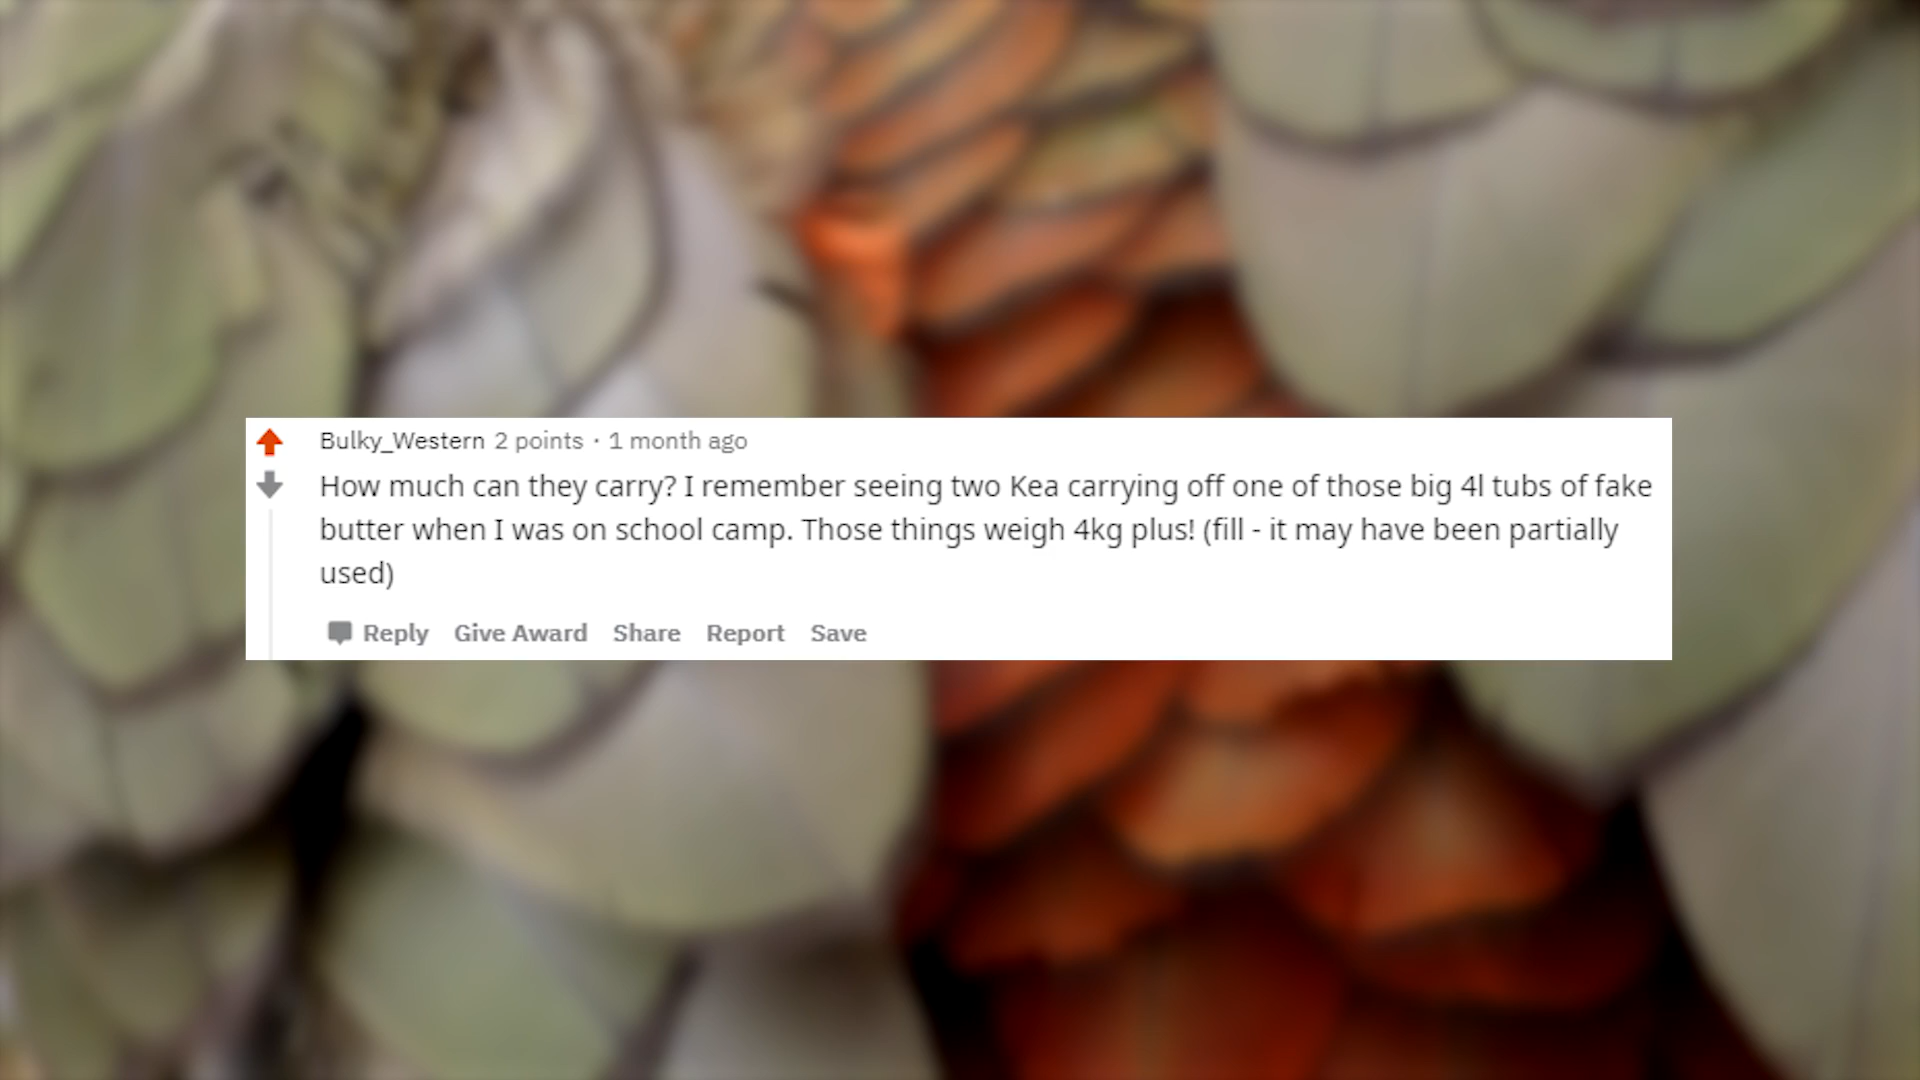 Bulky_Western 2 points · 1 month ago
How much can they carry? I remember seeing two Kea carrying off one of those big 4l tubs of fake
butter when I was on school camp. Those things weigh 4kg plus! (fill - it may have been partially
used)
Reply Give Award Share Report Save